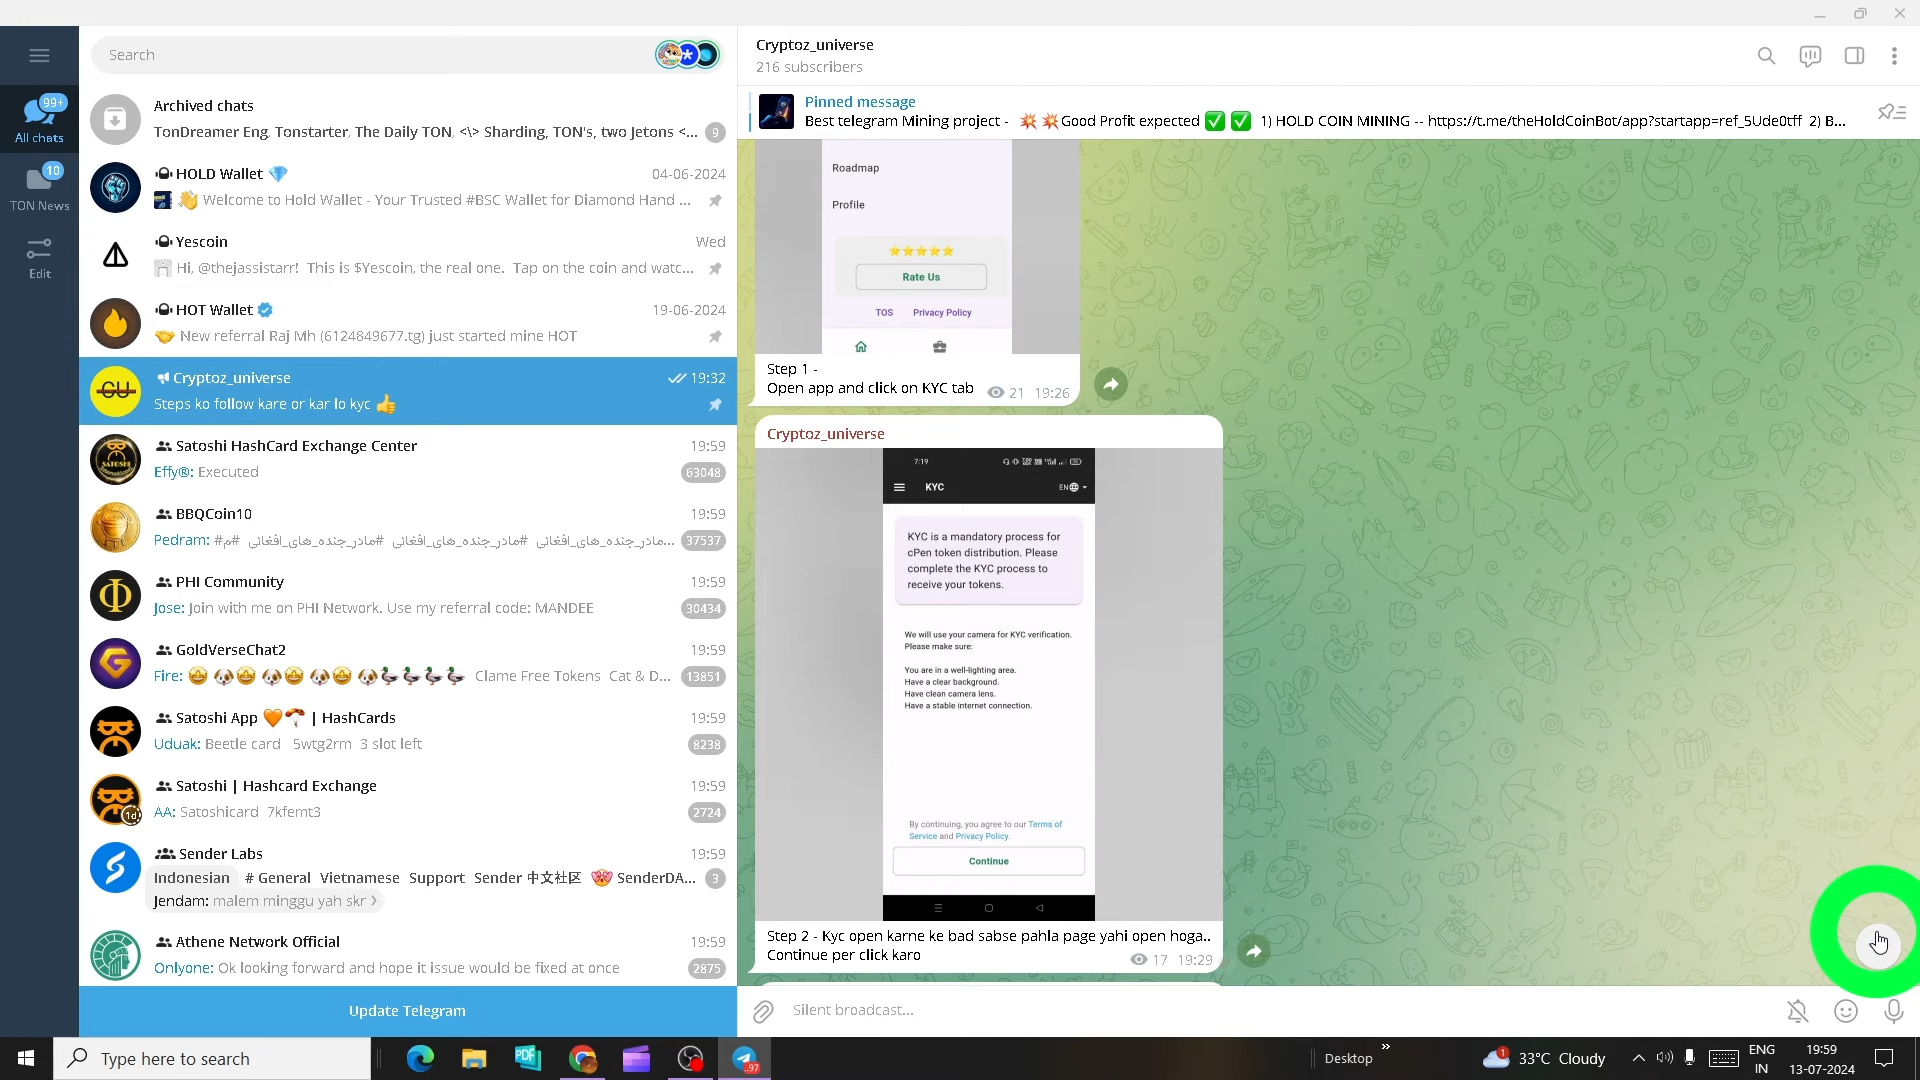 Search
Cryptoz_universe
216 subscribers
99+
All chats
10
TON News
Edit
Archived chats
TonDreamer Eng, Tonstarter, The Daily TON, <\> Sharding, TON's, two Jetons <... 9
HOLD Wallet 💎 04-06-2024
👋 Welcome to Hold Wallet - Your Trusted #BSC Wallet for Diamond Hand ...
Yescoin Wed
Hi, @thejassistarr! This is $Yescoin, the real one. Tap on the coin and watc...
HOT Wallet 19-06-2024
🤝 New referral Raj Mh (6124849677.tg) just started mine HOT
CU
Cryptoz_universe 19:32
Steps ko follow kare or kar lo kyc 👍
Satoshi HashCard Exchange Center 19:59
Effy®: Executed 63048
BBQCoin10 19:59
Pedram: #مادر_جنده_های_افغانی #مادر_جنده_های_افغانی #مادر_جنده_های_افغانی #م... 37537
PHI Community 19:59
Jose: Join with me on PHI Network. Use my referral code: MANDEE 30434
GoldVerseChat2 19:59
Fire: 🤩 🐶🤩 🐶🤩 🐶🤩 🐶🦆🦆🦆🦆 Clame Free Tokens Cat & D... 13851
Satoshi App 🧡🪂 | HashCards 19:59
Uduak: Beetle card 5wtg2rm 3 slot left 8238
Satoshi | Hashcard Exchange 19:59
AA: Satoshicard 7kfemt3 2724
1d
Sender Labs 19:59
Indonesian # General Vietnamese Support Sender 中文社区 SenderDA... 3
Jendam: malem minggu yah skr >
Athene Network Official 19:59
Onlyone: Ok looking forward and hope it issue would be fixed at once 2875
Update Telegram
Pinned message
Best telegram Mining project - 💥💥Good Profit expected ✅ ✅ 1) HOLD COIN MINING -- https://t.me/theHoldCoinBot/app?startapp=ref_5Ude0tff 2) B...
Roadmap
Profile
⭐⭐⭐⭐⭐
Rate Us
TOS Privacy Policy
Step 1 -
Open app and click on KYC tab 21 19:26
Cryptoz_universe
7:19
KYC EN
KYC is a mandatory process for
cPen token distribution. Please
complete the KYC process to
receive your tokens.
We will use your camera for KYC verification.
Please make sure:
You are in a well-lighting area.
Have a clear background.
Have clean camera lens.
Have a stable internet connection.
By continuing, you agree to our Terms of
Service and Privacy Policy.
Continue
Step 2 - Kyc open karne ke bad sabse pahla page yahi open hoga..
Continue per click karo 17 19:29
Silent broadcast...
Type here to search
PDF
..97
Desktop
»
1
33°C Cloudy
ENG
IN
19:59
13-07-2024